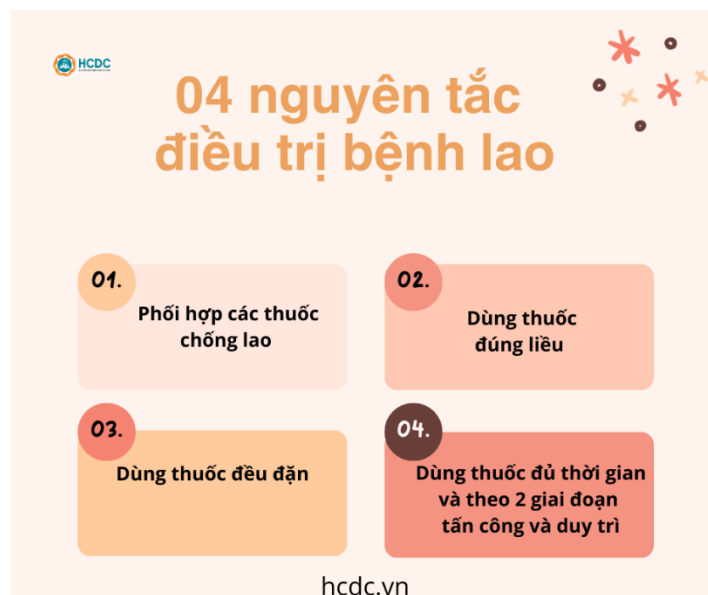 HCDC
04 nguyên tắc
điều trị bệnh lao
01.
Phối hợp các thuốc
chống lao
02.
Dùng thuốc
đúng liều
03.
Dùng thuốc đều đặn
04.
Dùng thuốc đủ thời gian
và theo 2 giai đoạn
tấn công và duy trì
hcdc.vn